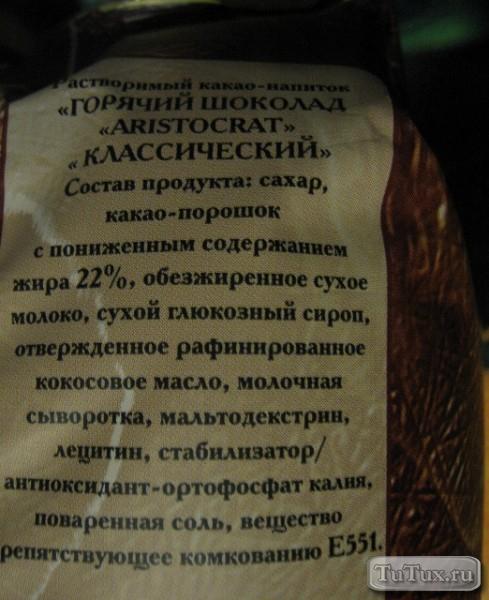 Растворимый какао-напиток
«ГОРЯЧИЙ ШОКОЛАД
«ARISTOCRAT»
«КЛАССИЧЕСКИЙ»
Состав продукта: сахар,
какао-порошок
с пониженным содержанием
жира 22%, обезжиренное сухое
молоко, сухой глюкозный сироп,
отвержденное рафинированное
кокосовое масло, молочная
сыворотка, мальтодекстрин,
лецитин, стабилизатор/
антиоксидант-ортофосфат калия,
поваренная соль, вещество
репятствующее комкованию Е551.
TuTux.ru